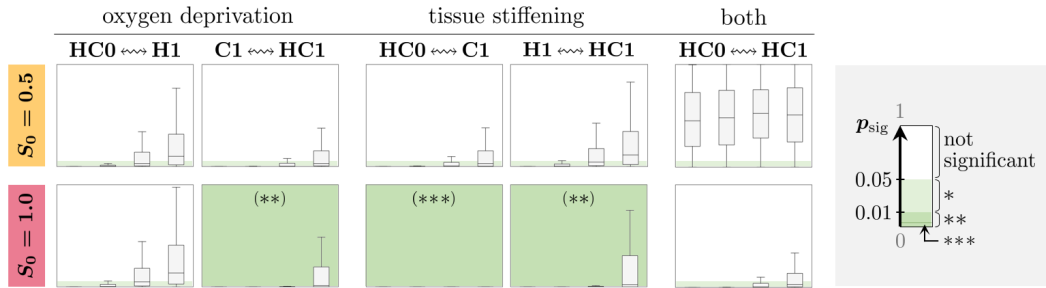 oxygen deprivation tissue stiffening both
HC0 ↭ H1 C1 ↭ HC1 HC0 ↭ C1 H1 ↭ HC1 HC0 ↭ HC1
S₀ = 0.5
S₀ = 1.0
(**) (***) (**)
1
p_sig
not
significant
0.05
*
0.01
**
0
***